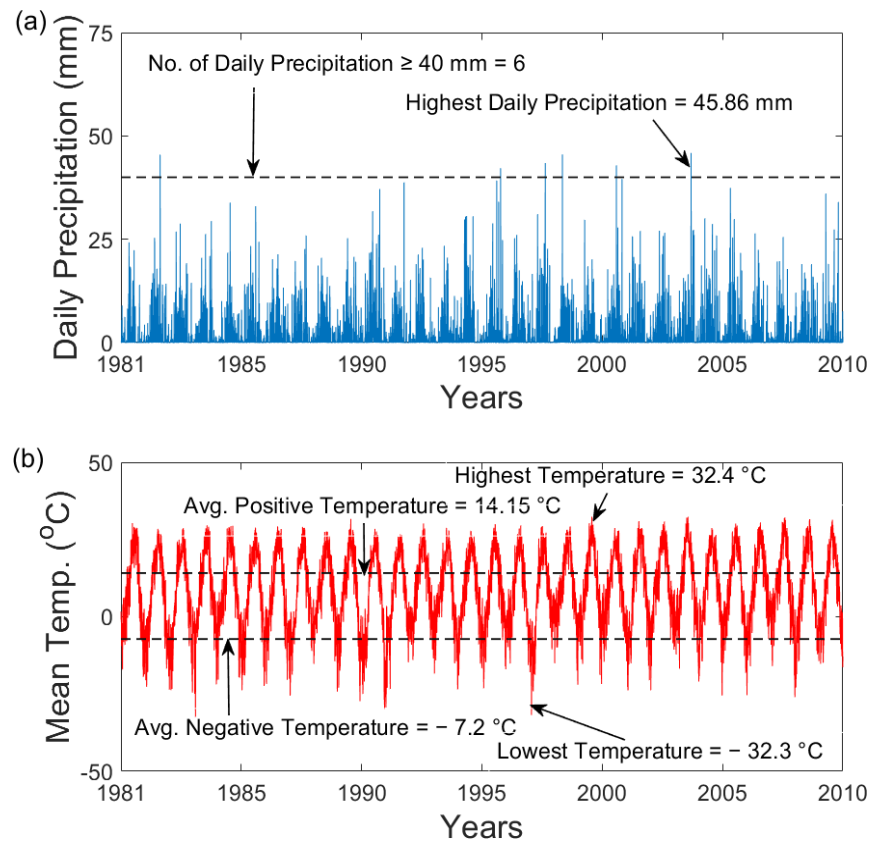 (a)
75
No. of Daily Precipitation ≥ 40 mm = 6
Highest Daily Precipitation = 45.86 mm
50
25
0
Daily Precipitation (mm)
1981 1985 1990 1995 2000 2005 2010
Years
(b)
50
Highest Temperature = 32.4 °C
Avg. Positive Temperature = 14.15 °C
0
Mean Temp. (°C)
Avg. Negative Temperature = − 7.2 °C
Lowest Temperature = − 32.3 °C
-50
1981 1985 1990 1995 2000 2005 2010
Years